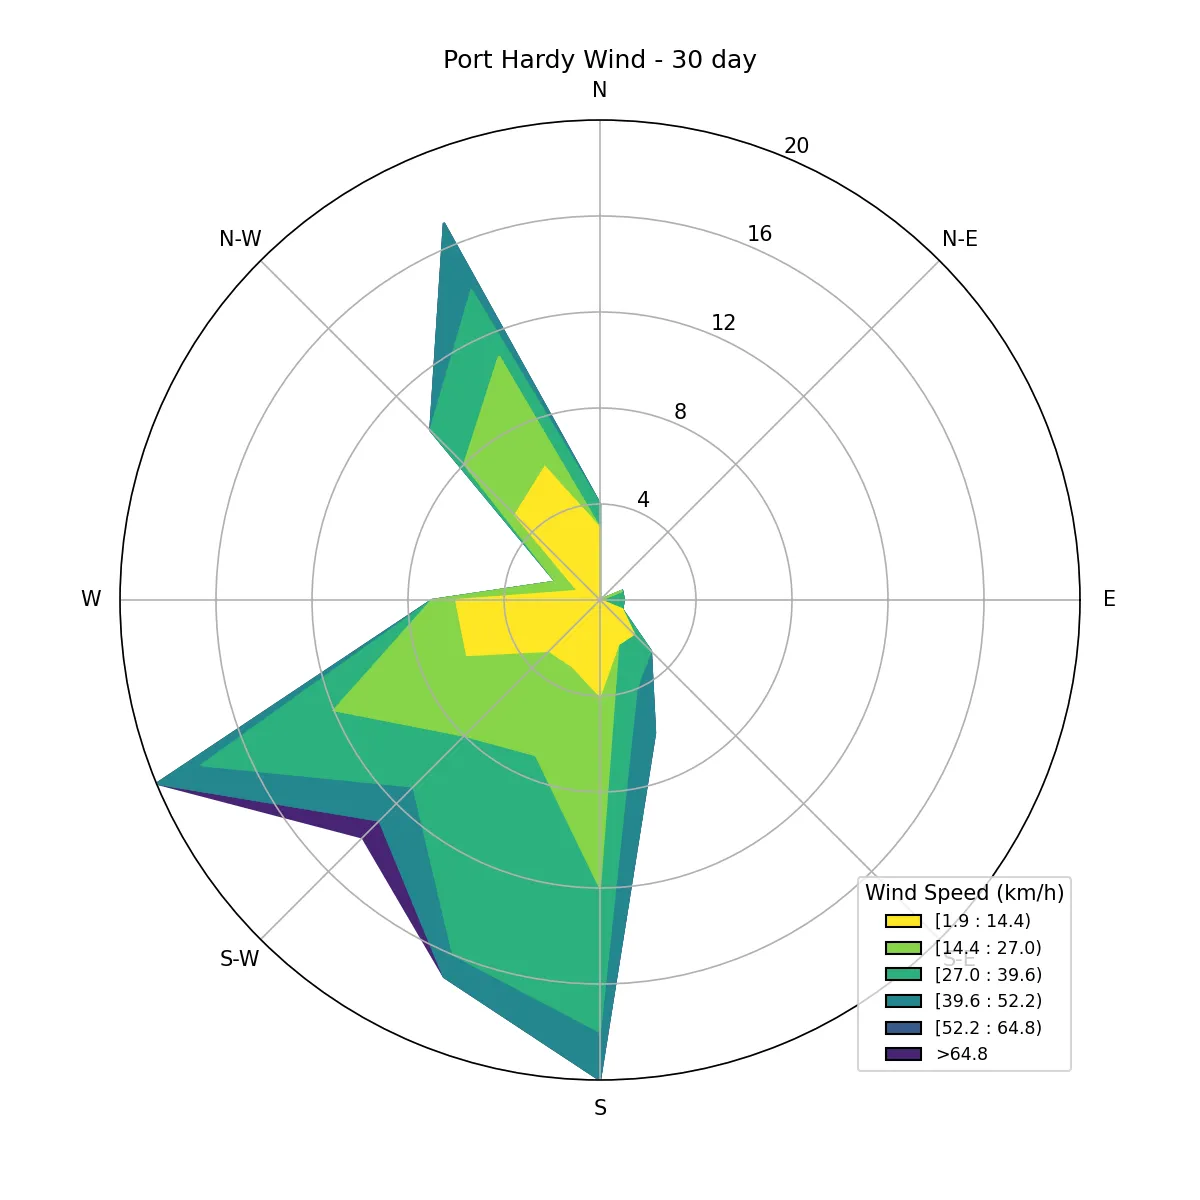 Port Hardy Wind - 30 day
N
20
N-W
N-E
16
12
8
4
W
E
S-W
S-E
S
Wind Speed (km/h)
[1.9 : 14.4)
[14.4 : 27.0)
[27.0 : 39.6)
[39.6 : 52.2)
[52.2 : 64.8)
>64.8